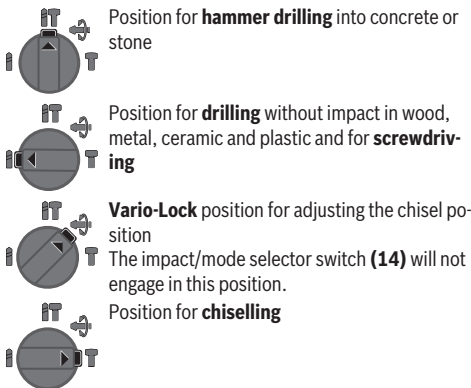 Position for hammer drilling into concrete or
stone
Position for drilling without impact in wood,
metal, ceramic and plastic and for screwdriv-
ing
Vario-Lock position for adjusting the chisel po-
sition
The impact/mode selector switch (14) will not
engage in this position.
Position for chiselling